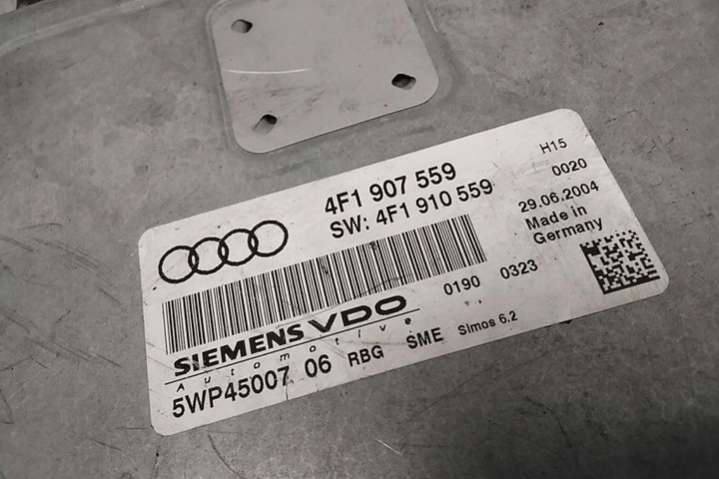 4F1 907 559
SW: 4F1 910 559
H15
0020
29.06.2004
Made in
Germany
0190 0323
SIEMENS VDO
Automotive
5WP45007 06 RBG SME Simos 6.2